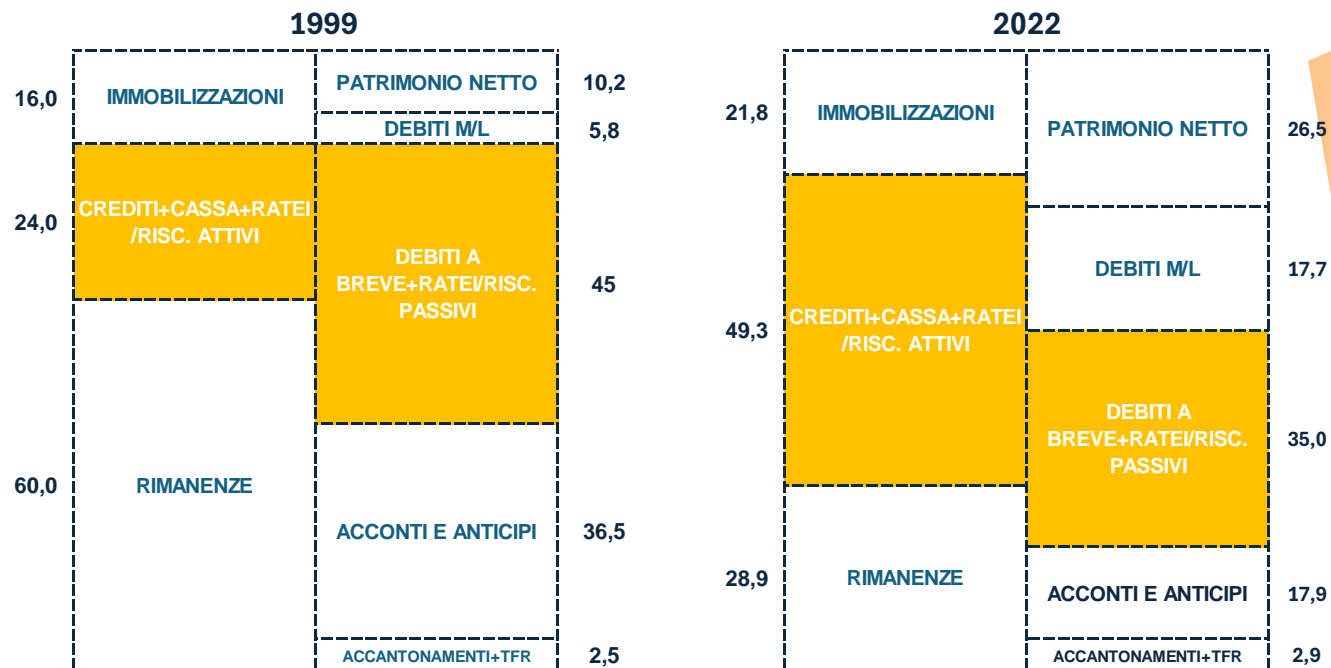 1999
16,0
IMMOBILIZZAZIONI
PATRIMONIO NETTO
10,2
DEBITI M/L
5,8
24,0
CREDITI+CASSA+RATEI
/RISC. ATTIVI
DEBITI A
BREVE+RATEI/RISC.
PASSIVI
45
60,0
RIMANENZE
ACCONTI E ANTICIPI
36,5
ACCANTONAMENTI+TFR
2,5
2022
21,8
IMMOBILIZZAZIONI
PATRIMONIO NETTO
26,5
DEBITI M/L
17,7
49,3
CREDITI+CASSA+RATEI
/RISC. ATTIVI
DEBITI A
BREVE+RATEI/RISC.
PASSIVI
35,0
28,9
RIMANENZE
ACCONTI E ANTICIPI
17,9
ACCANTONAMENTI+TFR
2,9